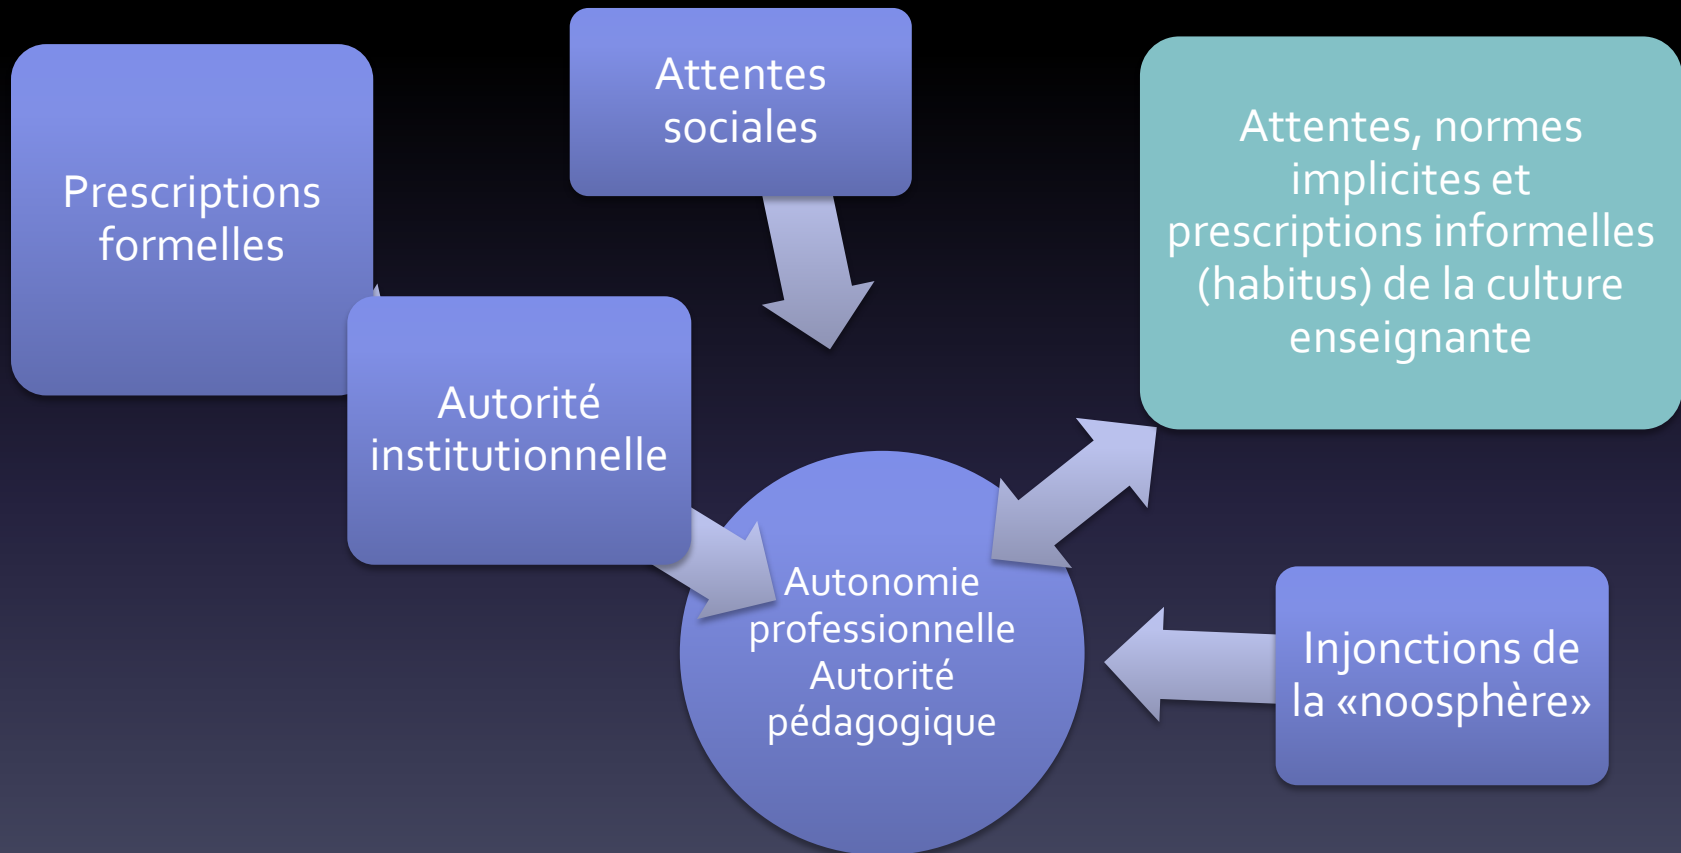 Prescriptions
formelles
Attentes
sociales
Attentes, normes
implicites et
prescriptions informelles
(habitus) de la culture
enseignante
Autorité
institutionnelle
Autonomie
professionnelle
Autorité
pédagogique
Injonctions de
la «noosphère»